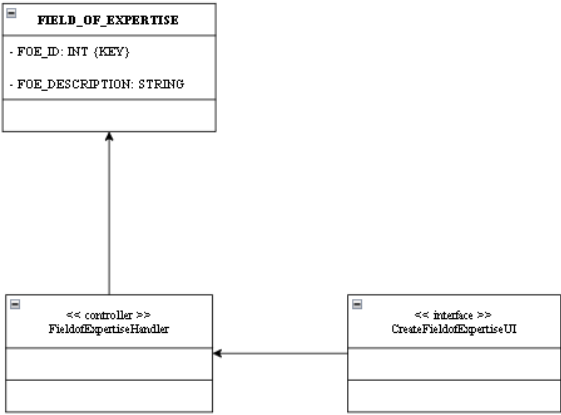 FIELD_OF_EXPERTISE
- FOE_ID: INT {KEY}
- FOE_DESCRIPTION: STRING
<< controller >>
FieldofExpertiseHandler
<< interface >>
CreateFieldofExpertiseUI